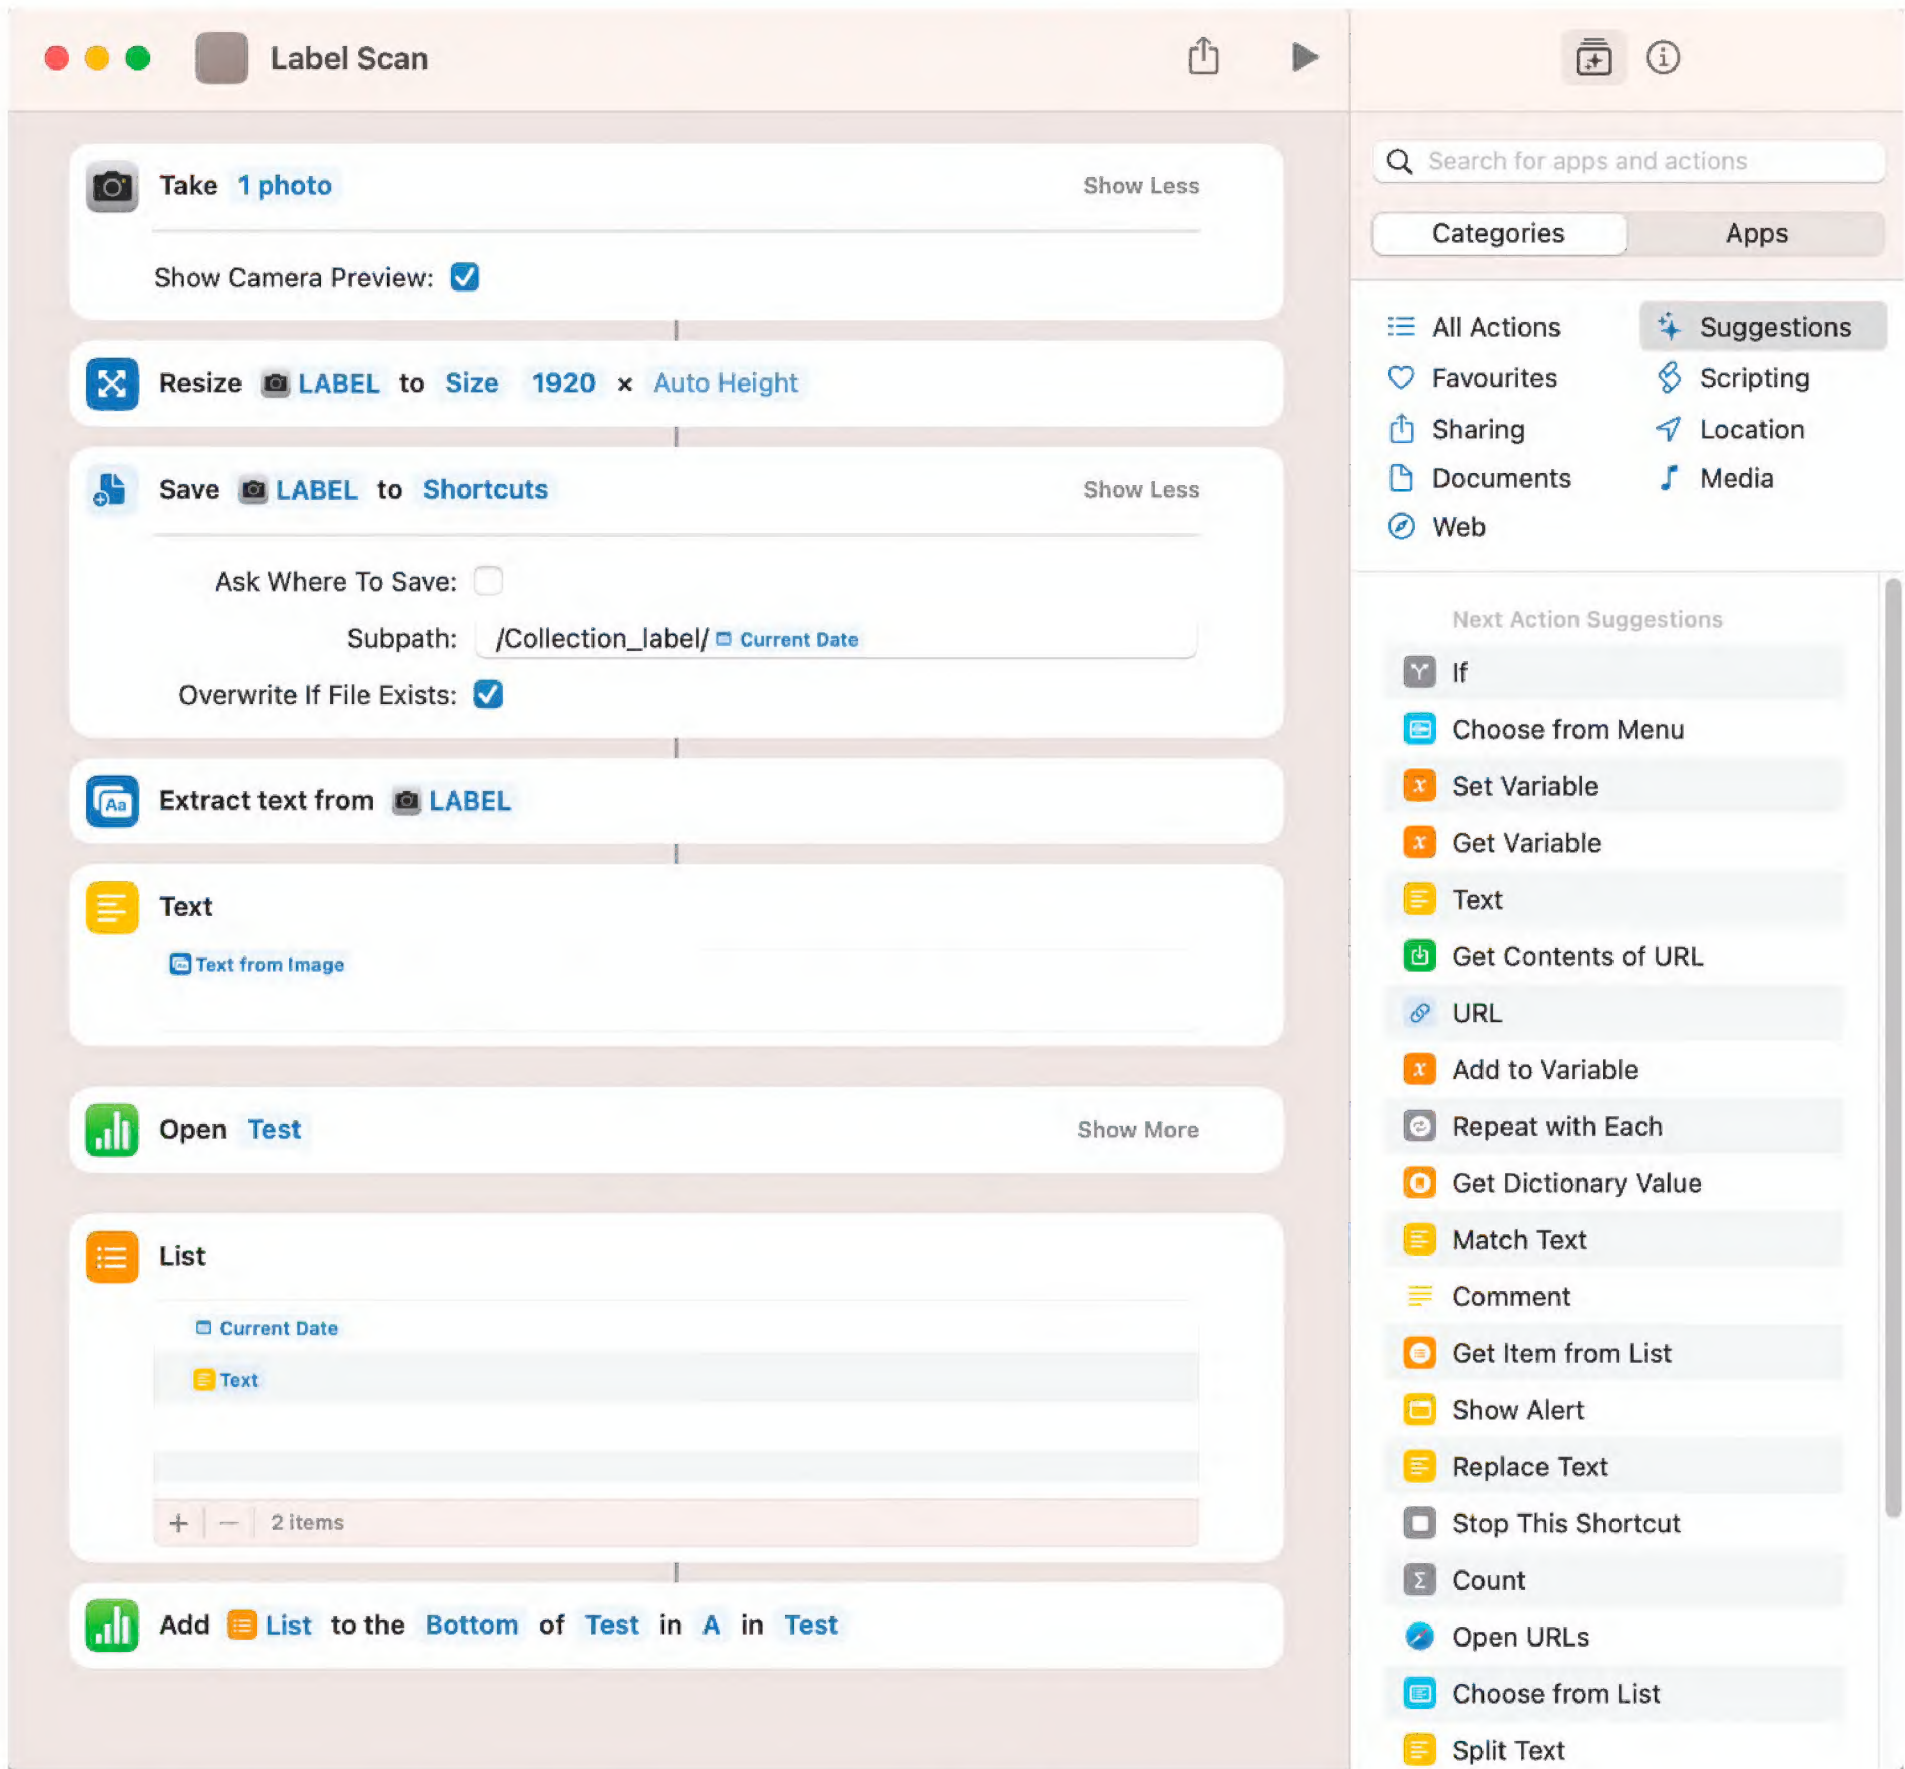 Label Scan
Take 1 photo Show Less
Show Camera Preview:
Resize LABEL to Size 1920 × Auto Height
Save LABEL to Shortcuts Show Less
Ask Where To Save:
Subpath: /Collection_label/ Current Date
Overwrite If File Exists:
Extract text from LABEL
Text
Text from Image
Open Test Show More
List
Current Date
Text
+ − 2 items
Add List to the Bottom of Test in A in Test
Search for apps and actions
Categories Apps
All Actions Suggestions
Favourites Scripting
Sharing Location
Documents Media
Web
Next Action Suggestions
If
Choose from Menu
Set Variable
Get Variable
Text
Get Contents of URL
URL
Add to Variable
Repeat with Each
Get Dictionary Value
Match Text
Comment
Get Item from List
Show Alert
Replace Text
Stop This Shortcut
Count
Open URLs
Choose from List
Split Text